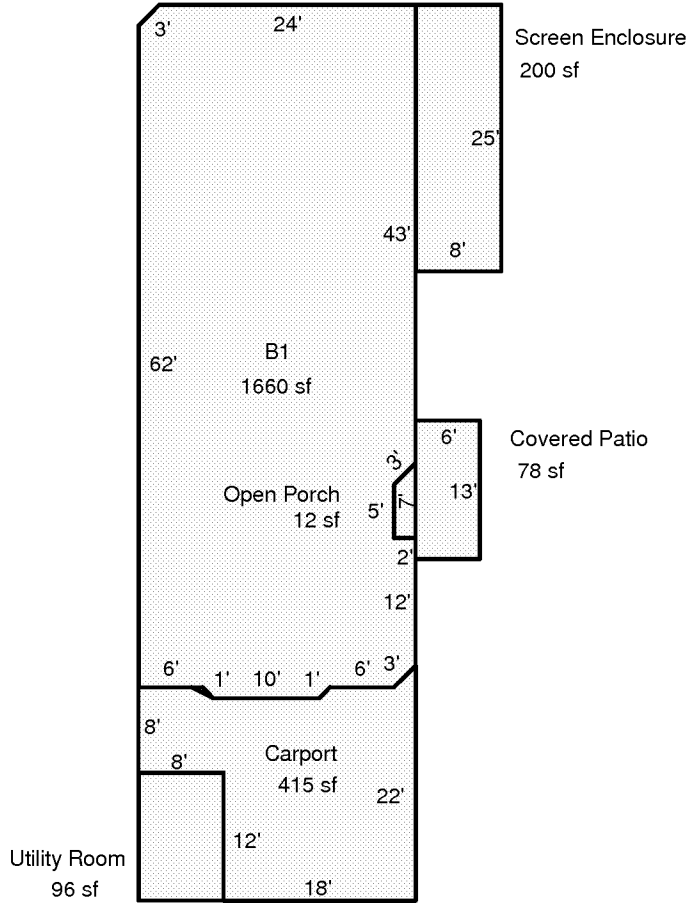 3'
24'
Screen Enclosure
200 sf
25'
43'
8'
B1
62'
1660 sf
6'
Covered Patio
3'
78 sf
13'
Open Porch
7'
5'
12 sf
2'
12'
6'
1'
10'
1'
6'
3'
8'
Carport
8'
415 sf
22'
12'
Utility Room
18'
96 sf